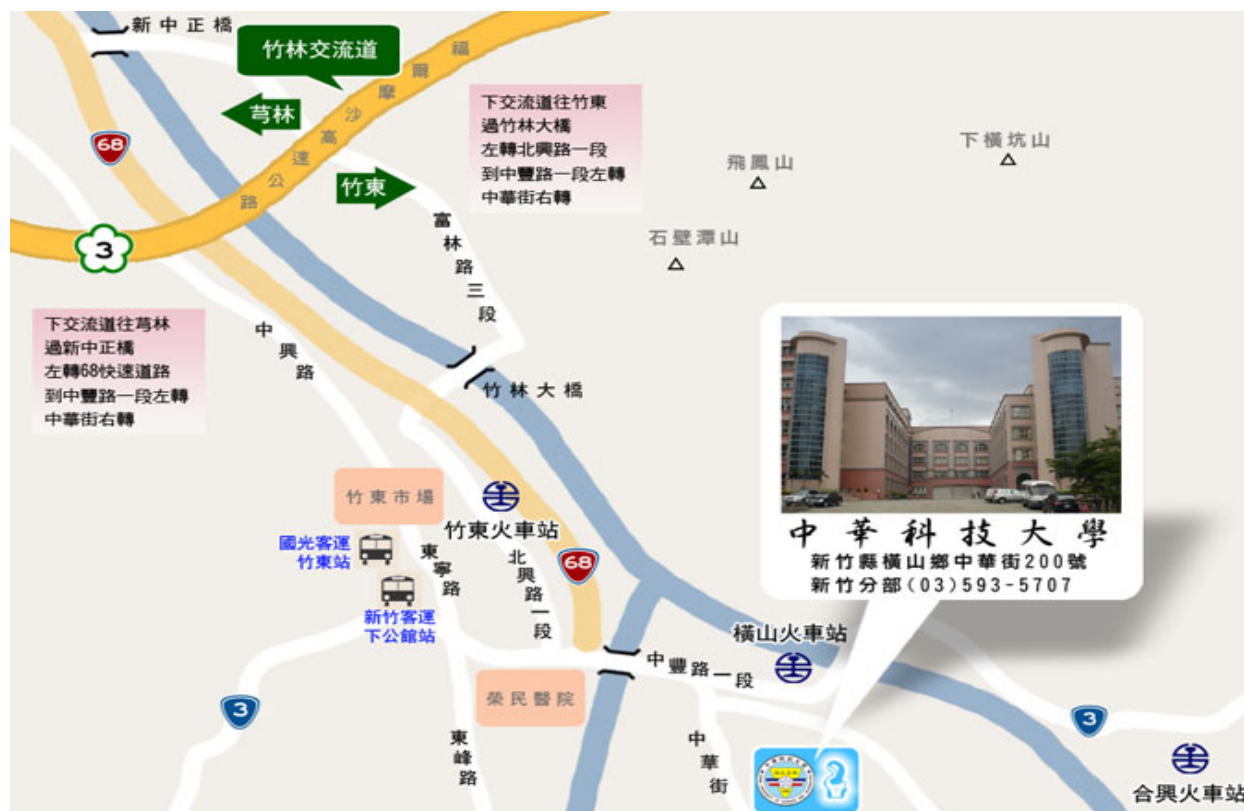 新中正橋
竹林交流道
福爾摩沙高速公路
芎林
68
竹東
下交流道往竹東
過竹林大橋
左轉北興路一段
到中豐路一段左轉
中華街右轉
下橫坑山
飛鳳山
石壁潭山
富林路三段
3
下交流道往芎林
過新中正橋
左轉68快速道路
到中豐路一段左轉
中華街右轉
中興路
竹林大橋
竹東市場
竹東火車站
國光客運
竹東站
東寧路
北興路一段
68
新竹客運
下公館站
中華科技大學
新竹縣橫山鄉中華街200號
新竹分部(03)593-5707
橫山火車站
中豐路一段
榮民醫院
3
東峰路
中華街
3
合興火車站